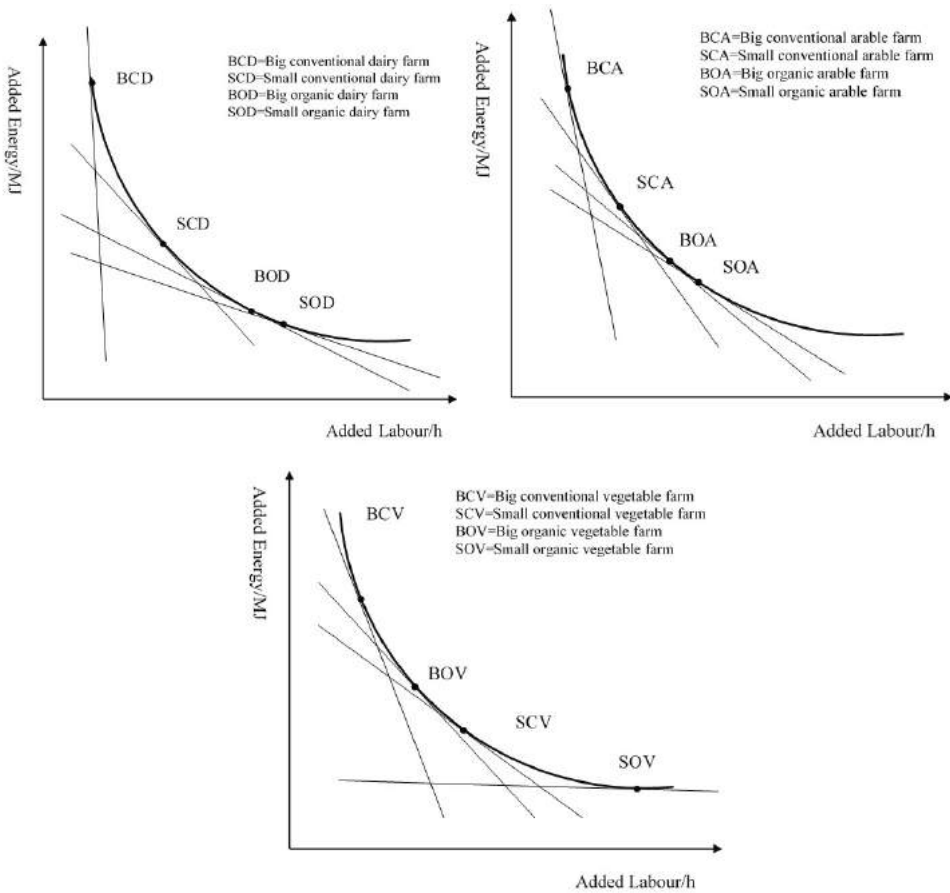 Added Energy/MJ
BCD=Big conventional dairy farm
SCD=Small conventional dairy farm
BOD=Big organic dairy farm
SOD=Small organic dairy farm
BCD
SCD
BOD
SOD
Added Labour/h
Added Energy/MJ
BCA=Big conventional arable farm
SCA=Small conventional arable farm
BOA=Big organic arable farm
SOA=Small organic arable farm
BCA
SCA
BOA
SOA
Added Labour/h
Added Energy/MJ
BCV=Big conventional vegetable farm
SCV=Small conventional vegetable farm
BOV=Big organic vegetable farm
SOV=Small organic vegetable farm
BCV
BOV
SCV
SOV
Added Labour/h